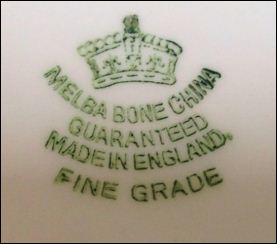 MELBA BONE CHINA
GUARANTEED
MADE IN ENGLAND.
FINE GRADE